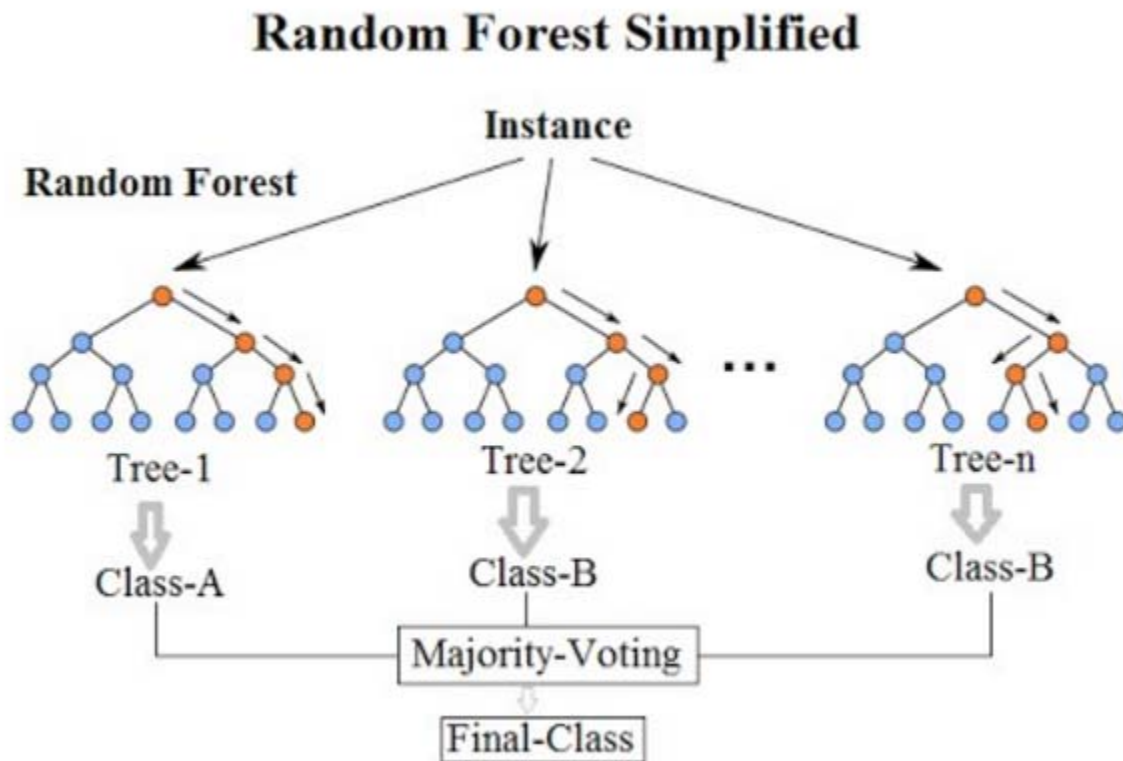 Random Forest Simplified
Instance
Random Forest
...
Tree-1
Tree-2
Tree-n
Class-A
Class-B
Class-B
Majority-Voting
Final-Class